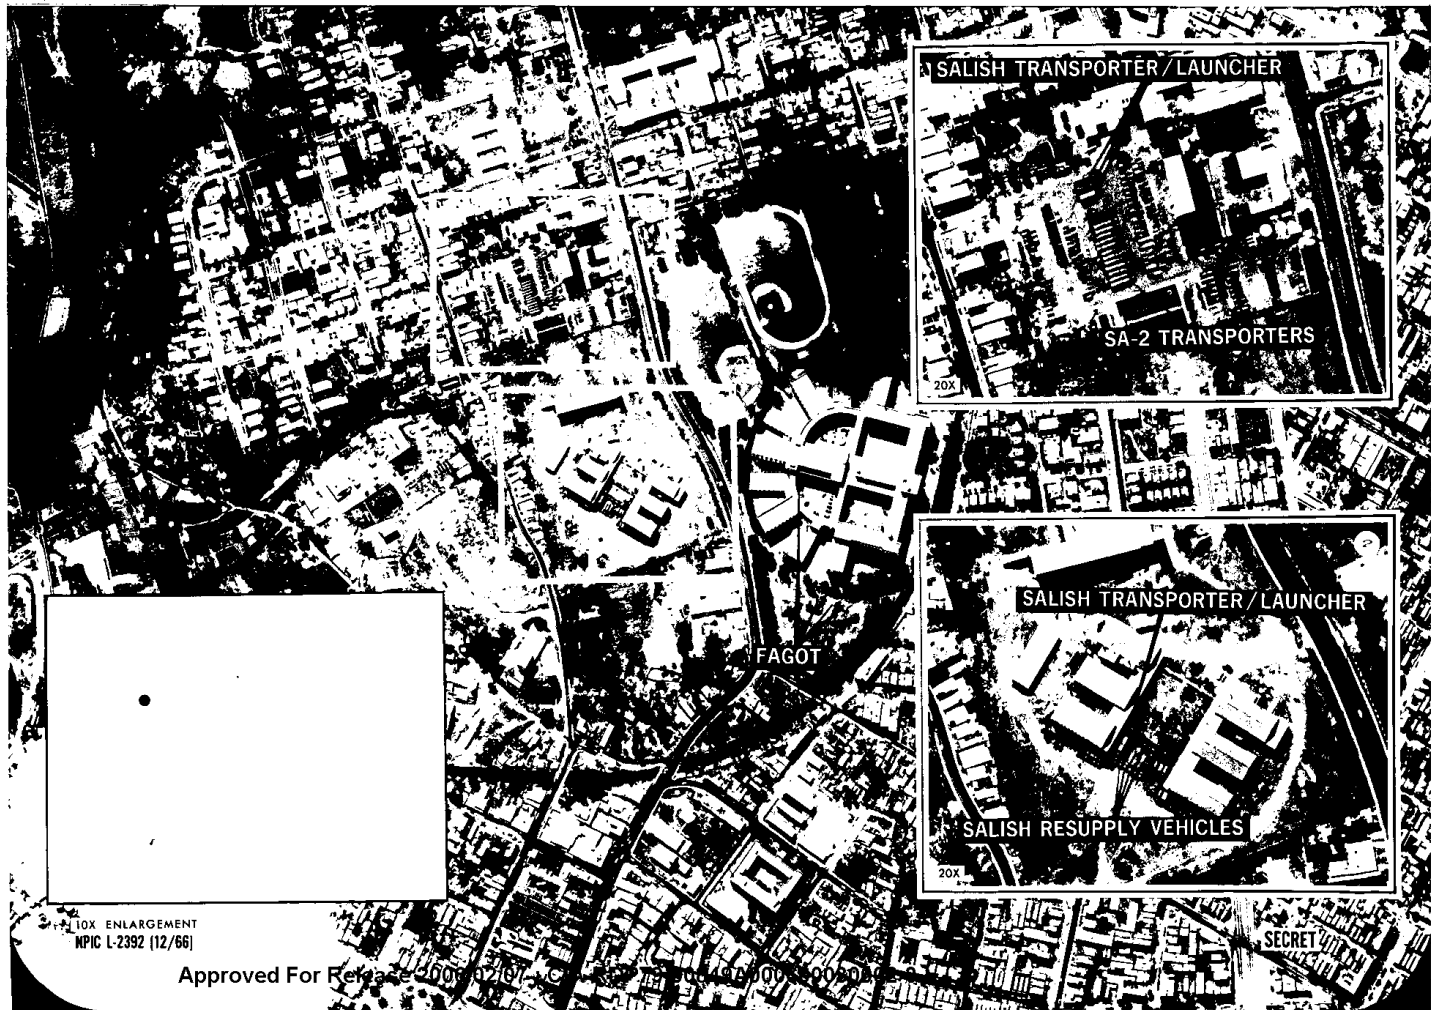 SALISH TRANSPORTER/LAUNCHER
SA-2 TRANSPORTERS
20X
SALISH TRANSPORTER/LAUNCHER
FAGOT
SALISH RESUPPLY VEHICLES
20X
10X ENLARGEMENT
NPIC L-2392 (12/66)
SECRET
Approved For Release